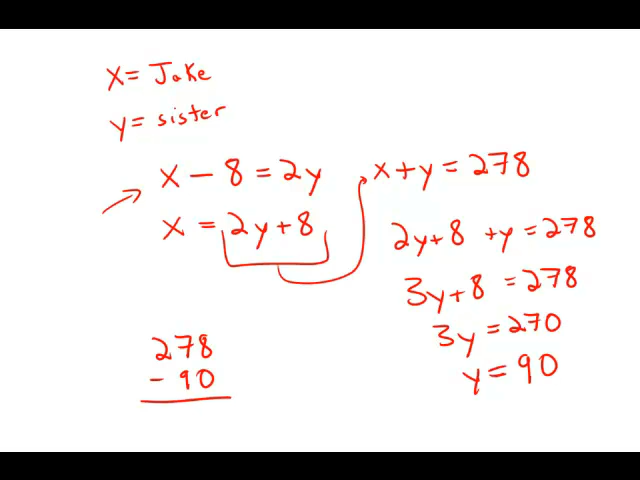 x = Jake
y = sister
x - 8 = 2y
x = 2y + 8
x + y = 278
2y + 8 + y = 278
3y + 8 = 278
3y = 270
y = 90
278
- 90